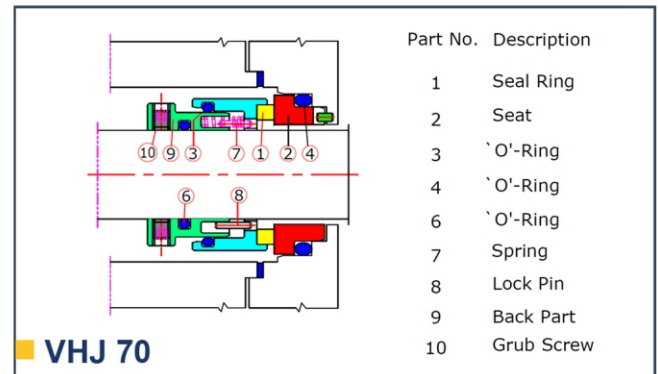 Part No. Description
1 Seal Ring
2 Seat
3 `O'-Ring
4 `O'-Ring
6 `O'-Ring
7 Spring
8 Lock Pin
9 Back Part
10 Grub Screw
10 9 3 7 1 2 4
6 8
VHJ 70